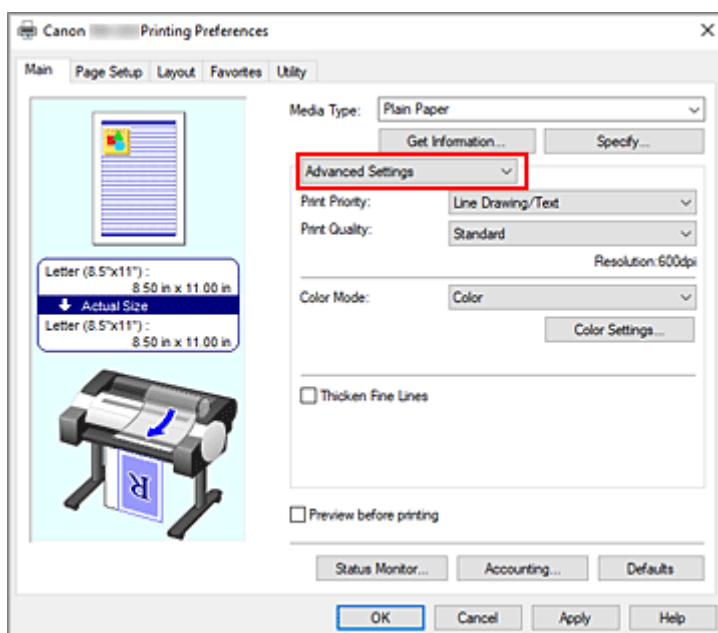 Canon Printing Preferences
Main Page Setup Layout Favorites Utility
Media Type: Plain Paper
Get Information... Specify...
Advanced Settings
Print Priority: Line Drawing/Text
Print Quality: Standard
Resolution:600dpi
Letter (8.5"x11") :
8.50 in x 11.00 in
Actual Size
Letter (8.5"x11") :
8.50 in x 11.00 in
Color Mode: Color
Color Settings...
Thicken Fine Lines
R
Preview before printing
Status Monitor... Accounting... Defaults
OK Cancel Apply Help